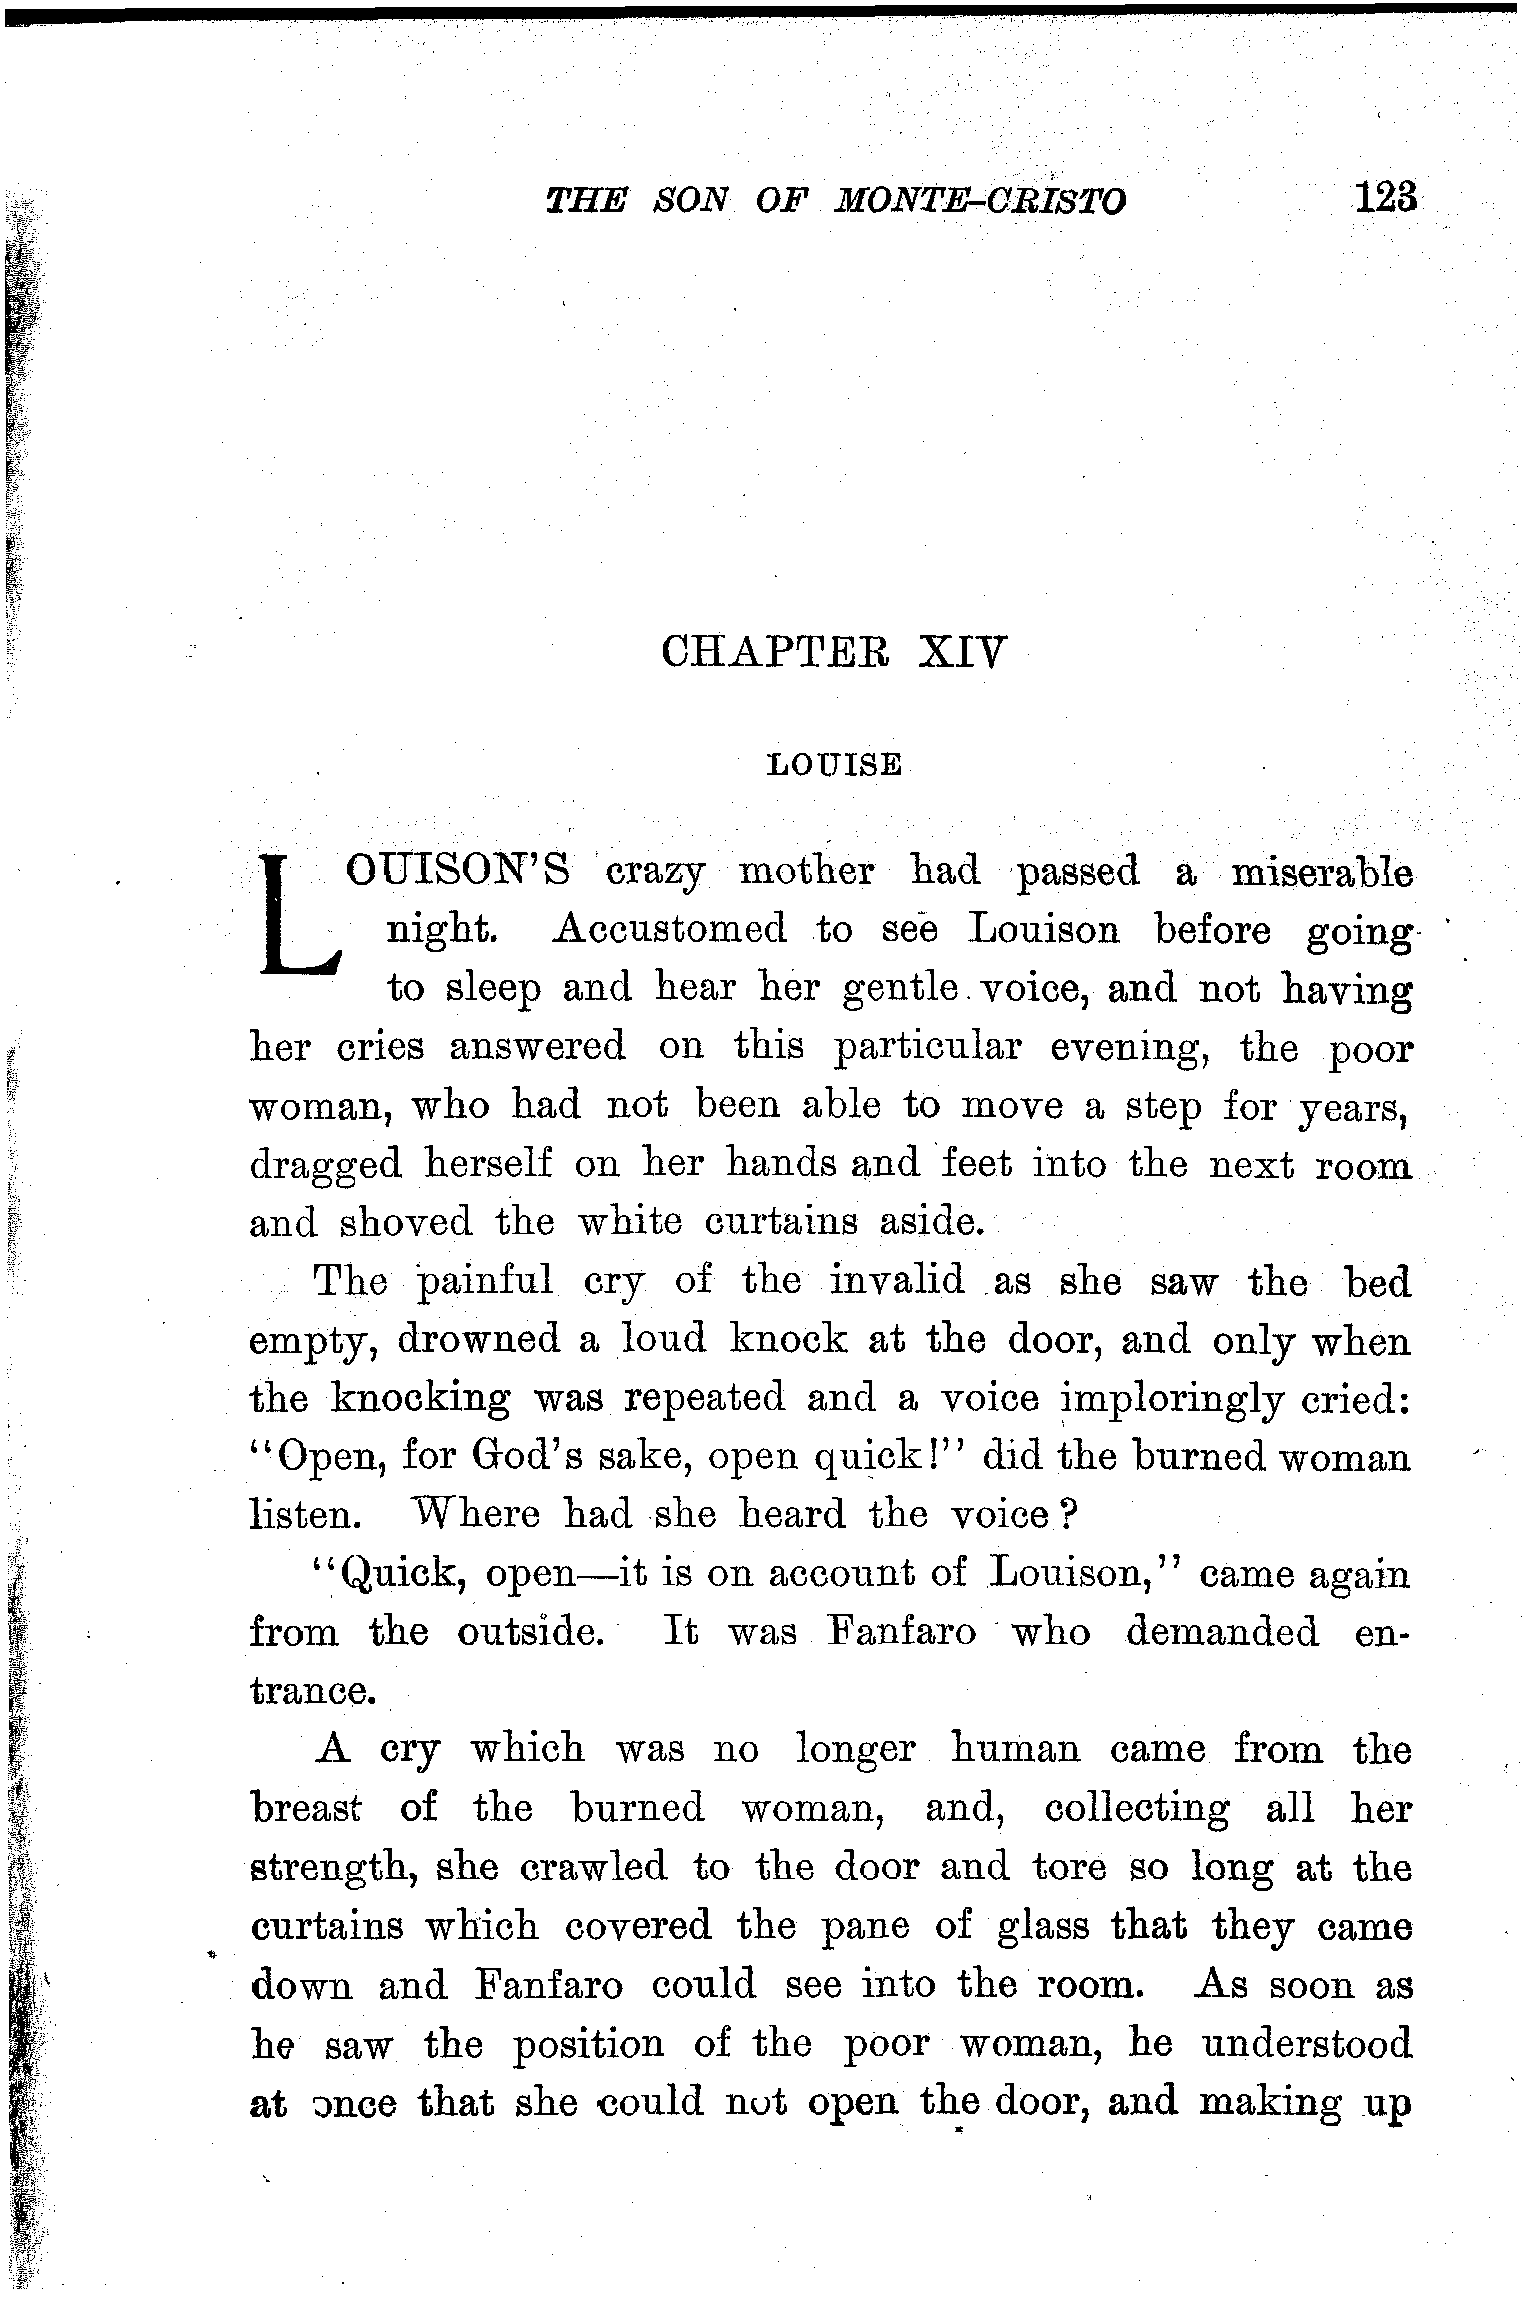 THE SON OF MONTE-CRISTO 123
CHAPTER XIV
LOUISE
LOUISON'S crazy mother had passed a miserable
night. Accustomed to see Louison before going
to sleep and hear her gentle voice, and not having
her cries answered on this particular evening, the poor
woman, who had not been able to move a step for years,
dragged herself on her hands and feet into the next room
and shoved the white curtains aside.
The painful cry of the invalid as she saw the bed
empty, drowned a loud knock at the door, and only when
the knocking was repeated and a voice imploringly cried:
"Open, for God's sake, open quick!" did the burned woman
listen. Where had she heard the voice?
"Quick, open—it is on account of Louison," came again
from the outside. It was Fanfaro who demanded en-
trance.
A cry which was no longer human came from the
breast of the burned woman, and, collecting all her
strength, she crawled to the door and tore so long at the
curtains which covered the pane of glass that they came
down and Fanfaro could see into the room. As soon as
he saw the position of the poor woman, he understood
at once that she could not open the door, and making up